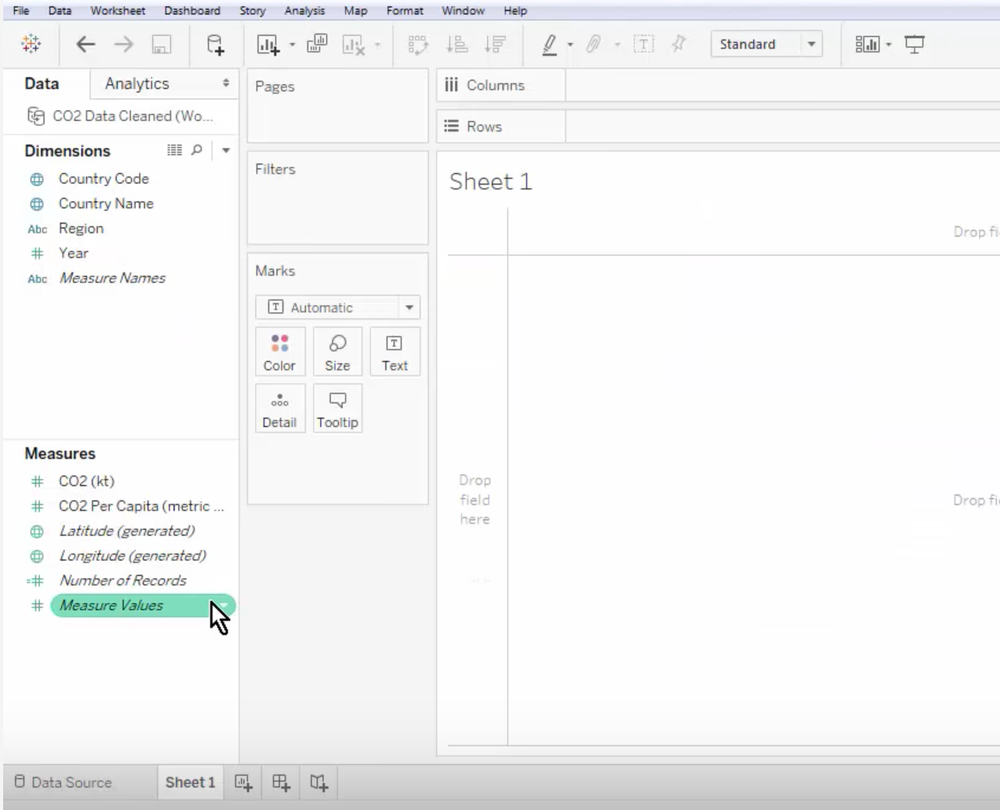 File Data Worksheet Dashboard Story Analysis Map Format Window Help
Standard
Data Analytics
CO2 Data Cleaned (Wo...
Dimensions
Country Code
Country Name
Abc Region
# Year
Abc Measure Names
Measures
# CO2 (kt)
# CO2 Per Capita (metric ...
Latitude (generated)
Longitude (generated)
=# Number of Records
# Measure Values
Pages
Filters
Marks
T Automatic
Color Size T Text
Detail Tooltip
Columns
Rows
Sheet 1
Drop fi
Drop
field
here
Drop fi
Data Source Sheet 1